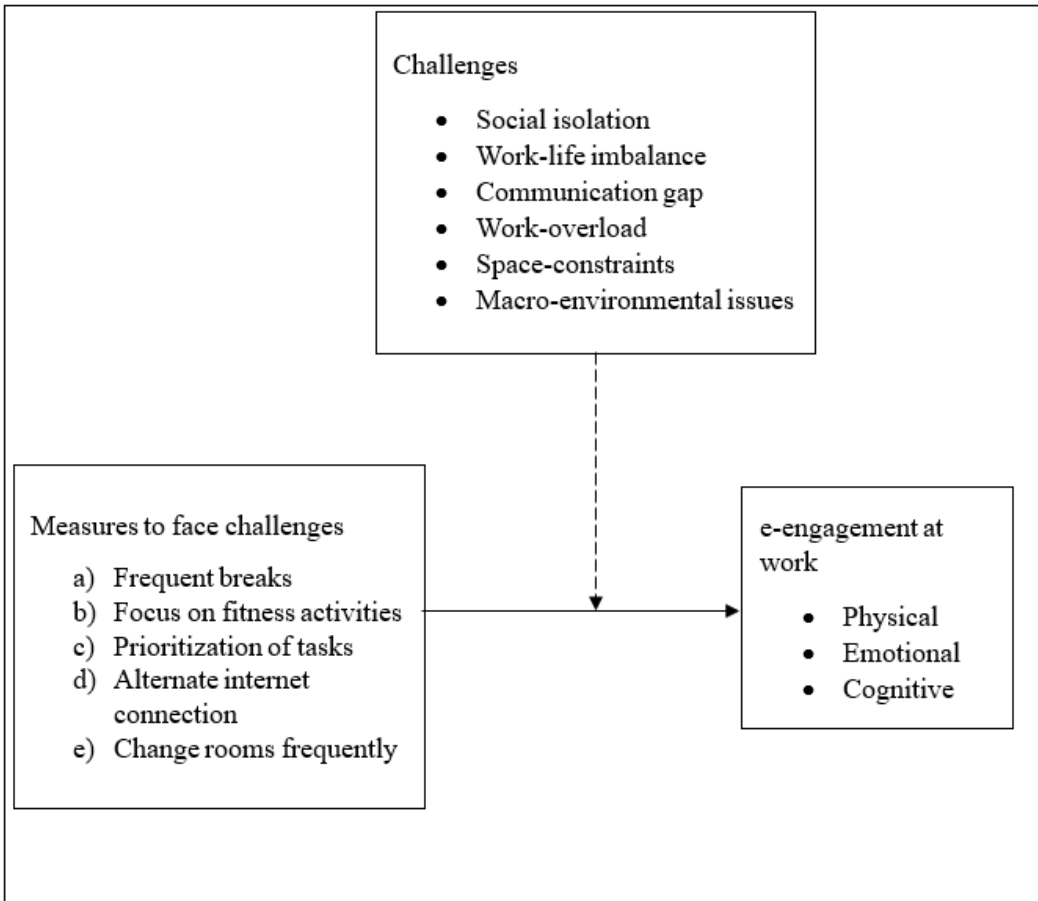 Challenges
• Social isolation
• Work-life imbalance
• Communication gap
• Work-overload
• Space-constraints
• Macro-environmental issues
Measures to face challenges
a) Frequent breaks
b) Focus on fitness activities
c) Prioritization of tasks
d) Alternate internet
connection
e) Change rooms frequently
e-engagement at
work
• Physical
• Emotional
• Cognitive